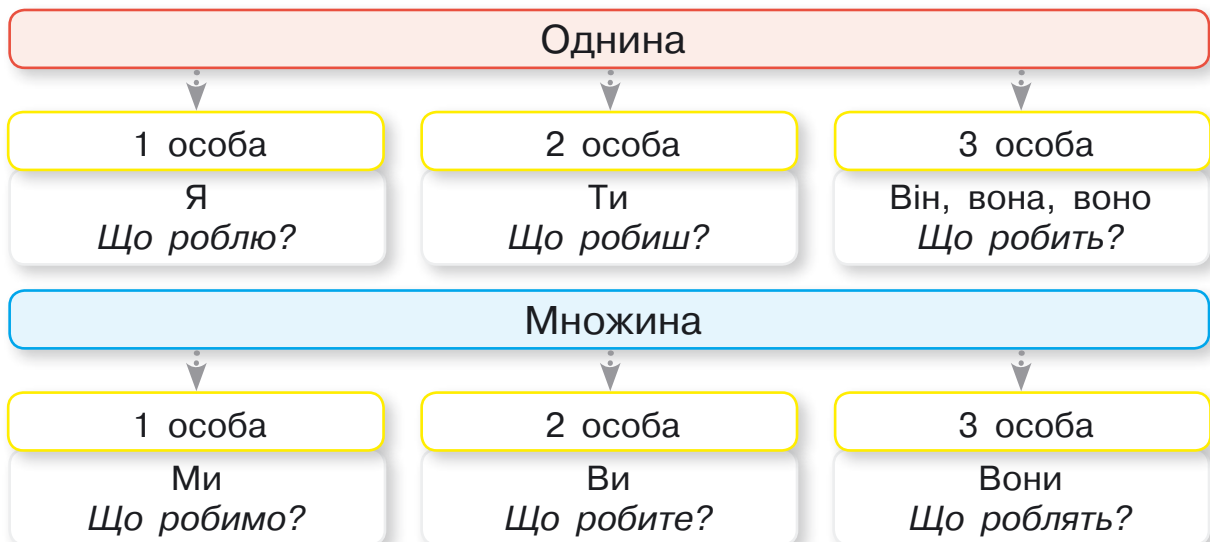 Однина
1 особа
2 особа
3 особа
Я
Що роблю?
Ти
Що робиш?
Він, вона, воно
Що робить?
Множина
1 особа
2 особа
3 особа
Ми
Що робимо?
Ви
Що робите?
Вони
Що роблять?